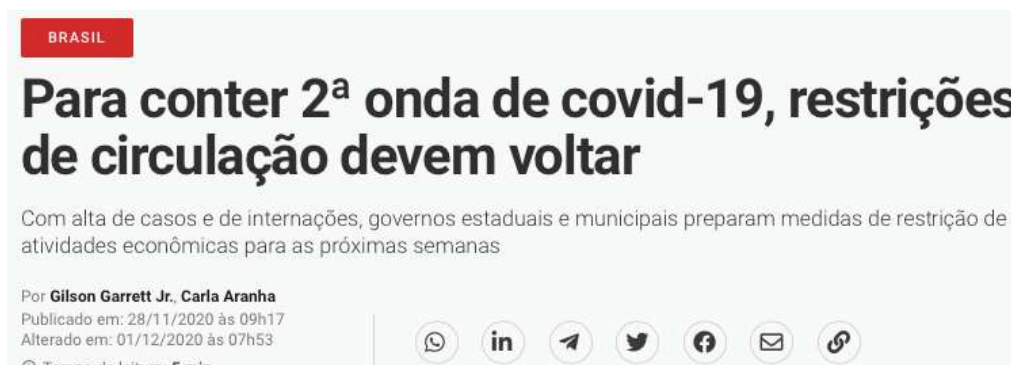 BRASIL
Para conter 2ª onda de covid-19, restrições
de circulação devem voltar
Com alta de casos e de internações, governos estaduais e municipais preparam medidas de restrição de
atividades econômicas para as próximas semanas
Por Gilson Garrett Jr., Carla Aranha
Publicado em: 28/11/2020 às 09h17
Alterado em: 01/12/2020 às 07h53